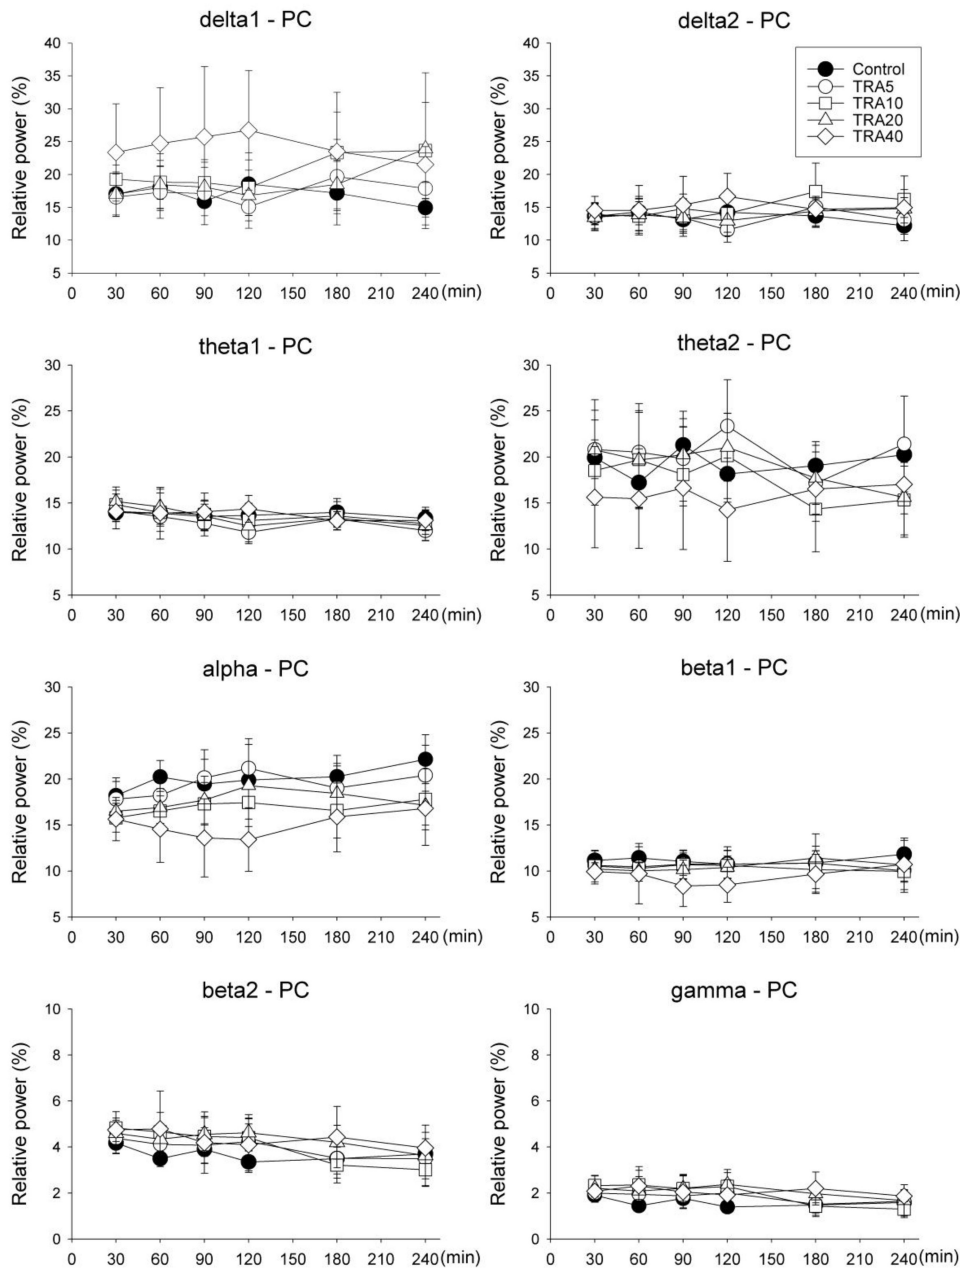 delta1 - PC
Relative power (%)
40
35
30
25
20
15
10
5
0 30 60 90 120 150 180 210 240 (min)
delta2 - PC
Relative power (%)
40
35
30
25
20
15
10
5
0 30 60 90 120 150 180 210 240 (min)
Control
TRA5
TRA10
TRA20
TRA40
theta1 - PC
Relative power (%)
30
25
20
15
10
5
0 30 60 90 120 150 180 210 240 (min)
theta2 - PC
Relative power (%)
30
25
20
15
10
5
0 30 60 90 120 150 180 210 240 (min)
alpha - PC
Relative power (%)
30
25
20
15
10
5
0 30 60 90 120 150 180 210 240 (min)
beta1 - PC
Relative power (%)
30
25
20
15
10
5
0 30 60 90 120 150 180 210 240 (min)
beta2 - PC
Relative power (%)
10
8
6
4
2
0
0 30 60 90 120 150 180 210 240 (min)
gamma - PC
Relative power (%)
10
8
6
4
2
0
0 30 60 90 120 150 180 210 240 (min)